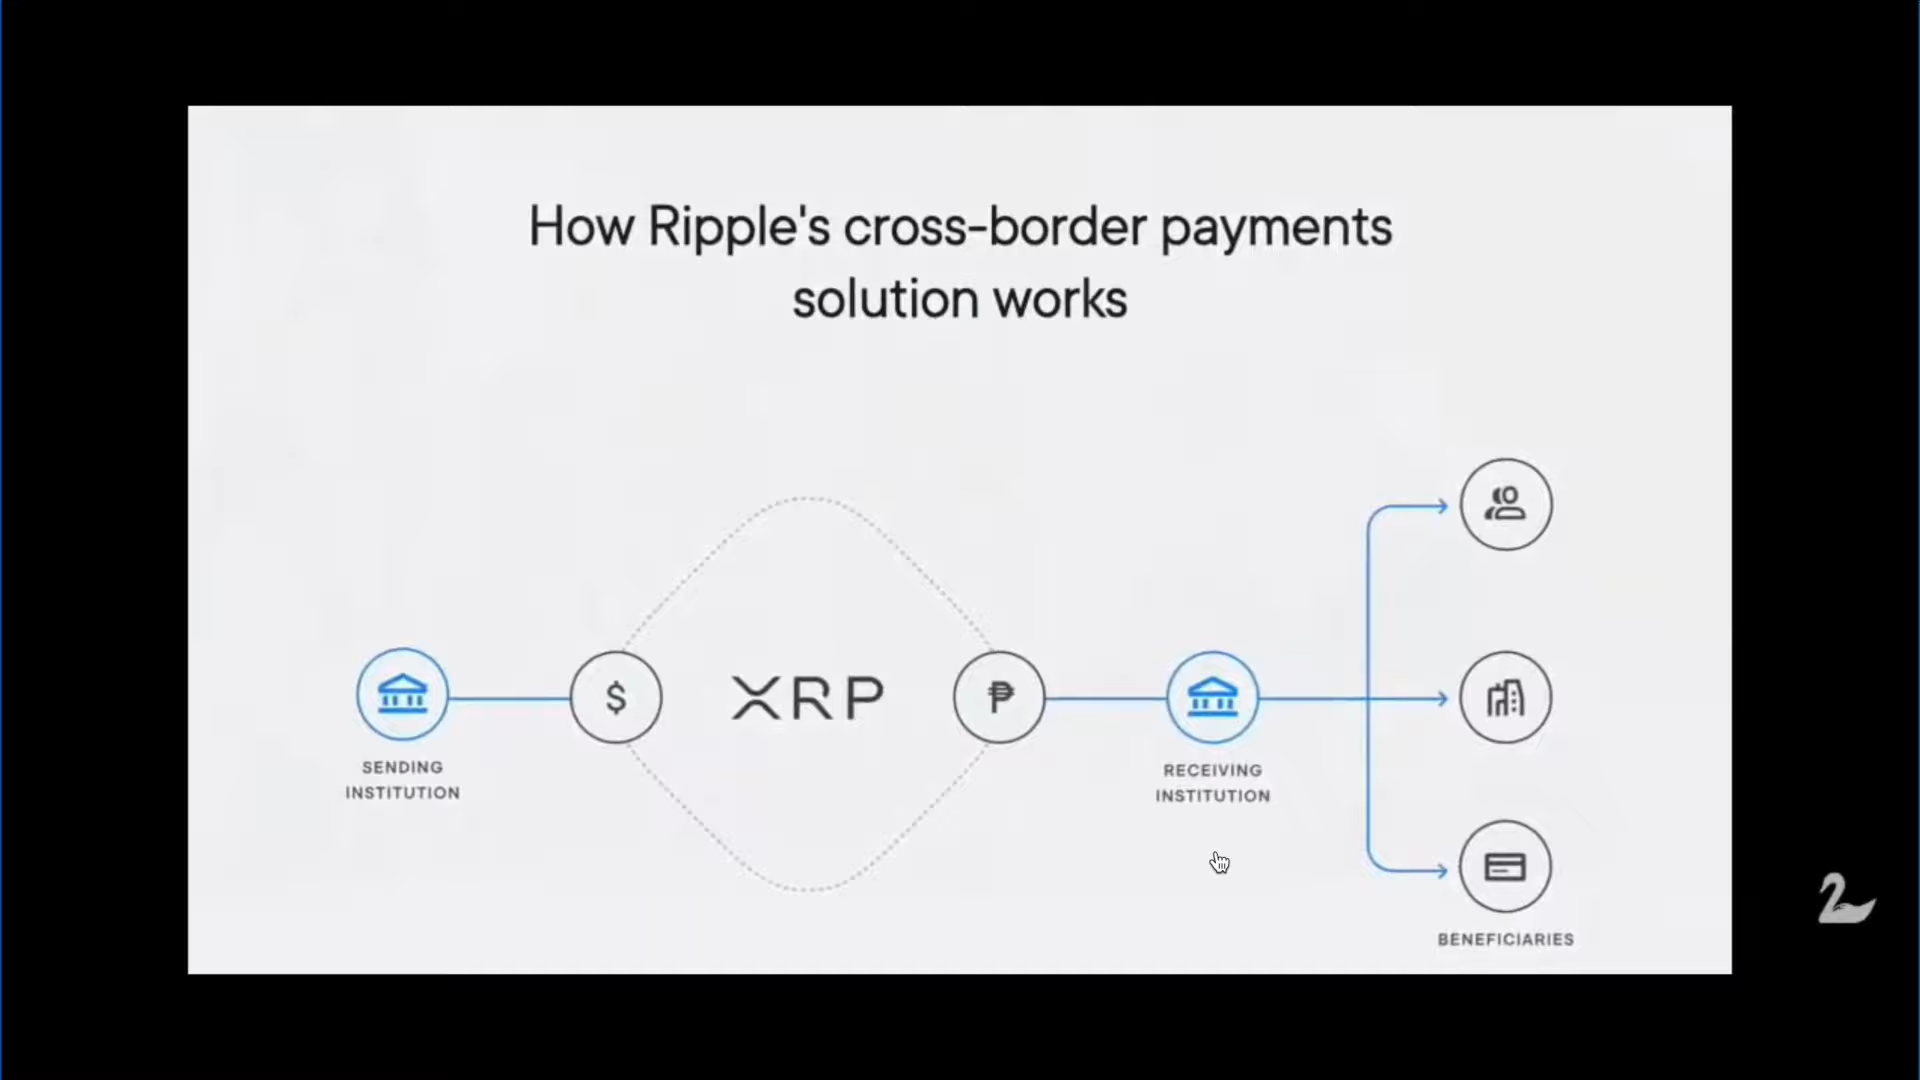 How Ripple's cross-border payments
solution works
$
XRP
₱
SENDING
INSTITUTION
RECEIVING
INSTITUTION
BENEFICIARIES